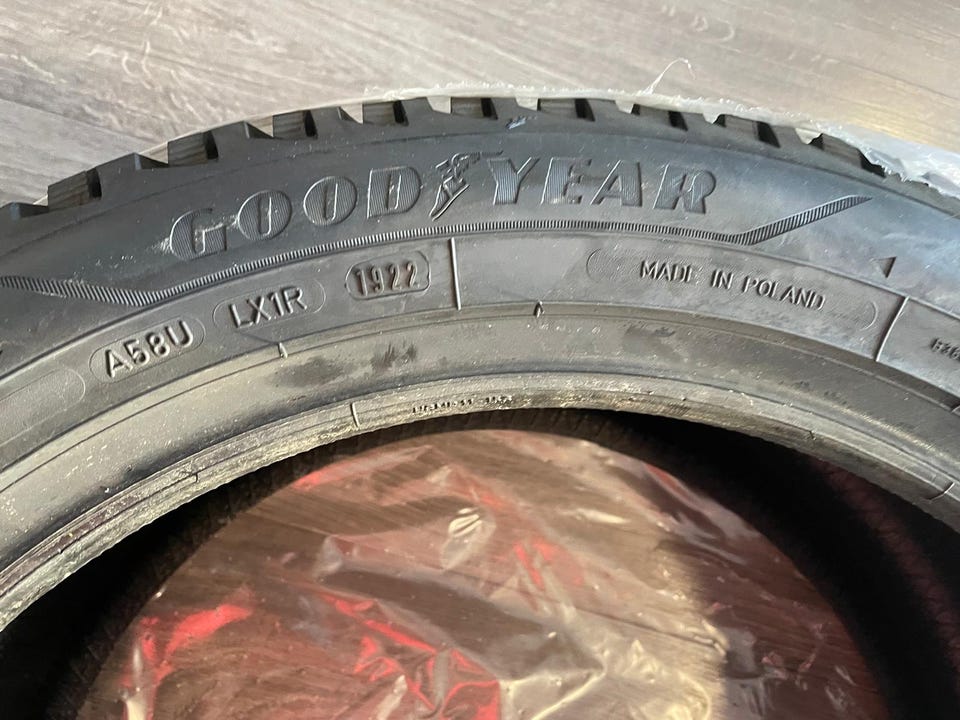 GOODYEAR
A58U LX1R 1922
MADE IN POLAND